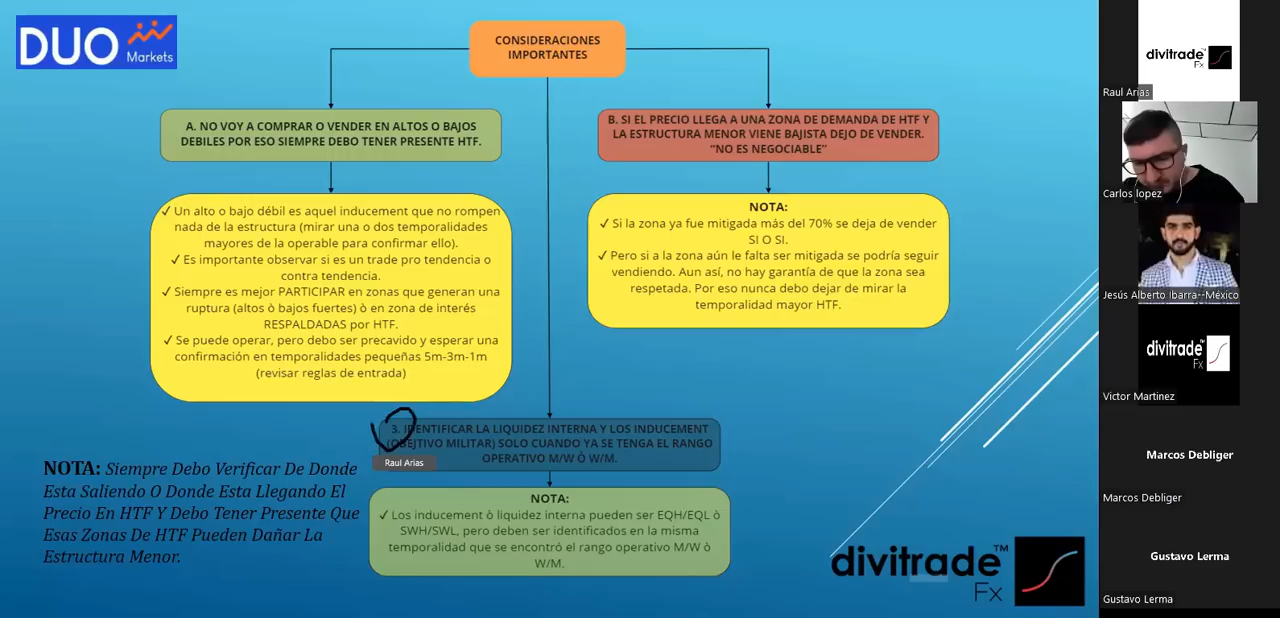 DUO
Markets
CONSIDERACIONES
IMPORTANTES
A. NO VOY A COMPRAR O VENDER EN ALTOS O BAJOS
DEBILES POR ESO SIEMPRE DEBO TENER PRESENTE HTF.
✓ Un alto o bajo débil es aquel inducement que no rompen
nada de la estructura (mirar una o dos temporalidades
mayores de la operable para confirmar ello).
✓ Es importante observar si es un trade pro tendencia o
contra tendencia.
✓ Siempre es mejor PARTICIPAR en zonas que generan una
ruptura (altos ò bajos fuertes) ò en zona de interés
RESPALDADAS por HTF.
✓ Se puede operar, pero debo ser precavido y esperar una
confirmación en temporalidades pequeñas 5m-3m-1m
(revisar reglas de entrada)
B. SI EL PRECIO LLEGA A UNA ZONA DE DEMANDA DE HTF Y
LA ESTRUCTURA MENOR VIENE BAJISTA DEJO DE VENDER.
"NO ES NEGOCIABLE"
NOTA:
✓ Si la zona ya fue mitigada más del 70% se deja de vender
SI O SI.
✓ Pero si a la zona aún le falta ser mitigada se podría seguir
vendiendo. Aun así, no hay garantía de que la zona sea
respetada. Por eso nunca debo dejar de mirar la
temporalidad mayor HTF.
3. IDENTIFICAR LA LIQUIDEZ INTERNA Y LOS INDUCEMENT
(OBEJTIVO MILITAR) SOLO CUANDO YA SE TENGA EL RANGO
OPERATIVO M/W Ò W/M.
Raul Arias
NOTA:
✓ Los inducement ò liquidez interna pueden ser EQH/EQL ò
SWH/SWL, pero deben ser identificados en la misma
temporalidad que se encontró el rango operativo M/W ò
W/M.
NOTA: Siempre Debo Verificar De Donde
Esta Saliendo O Donde Esta Llegando El
Precio En HTF Y Debo Tener Presente Que
Esas Zonas De HTF Pueden Dañar La
Estructura Menor.
divitrade™
Fx
divitrade
Fx
Raul Arias
Carlos lopez
Jesús Alberto Ibarra--México
divitrade
Fx
Victor Martinez
Marcos Debliger
Marcos Debliger
Gustavo Lerma
Gustavo Lerma